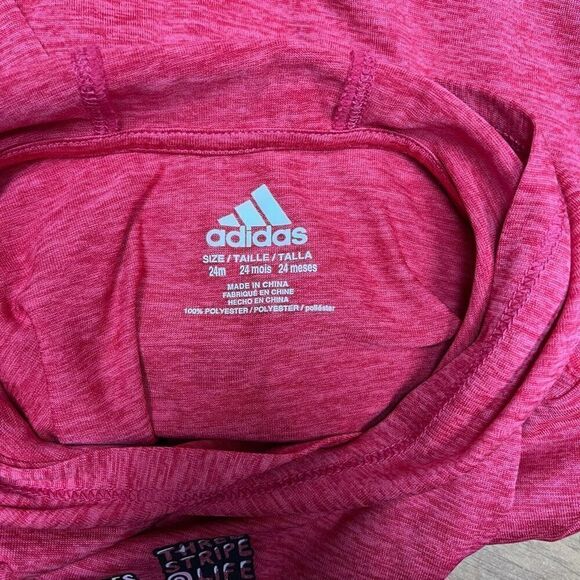 adidas
SIZE / TAILLE / TALLA
24m 24 mois 24 meses
MADE IN CHINA
FABRIQUÉ EN CHINE
HECHO EN CHINA
100% POLYESTER / POLYESTER / poliéster
THREE
STRIPE
LIFE